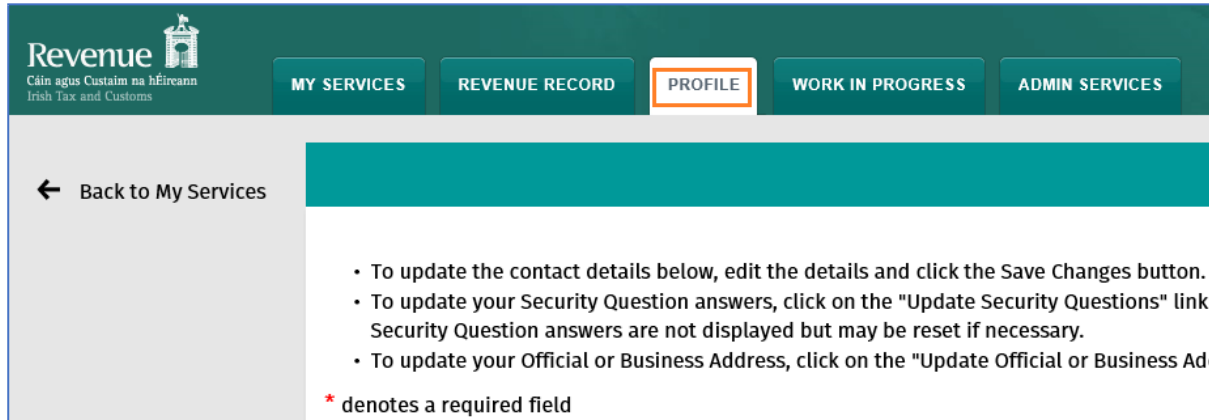 Revenue
Cáin agus Custaim na hÉireann
Irish Tax and Customs
MY SERVICES
REVENUE RECORD
PROFILE
WORK IN PROGRESS
ADMIN SERVICES
← Back to My Services
• To update the contact details below, edit the details and click the Save Changes button.
• To update your Security Question answers, click on the "Update Security Questions" link
Security Question answers are not displayed but may be reset if necessary.
• To update your Official or Business Address, click on the "Update Official or Business Ad
* denotes a required field